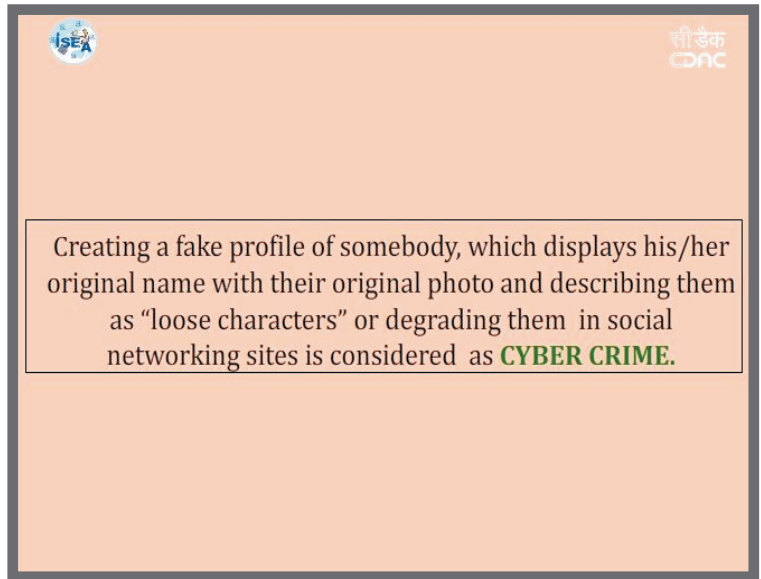 ISEA
सी डैक
CDAC
Creating a fake profile of somebody, which displays his/her
original name with their original photo and describing them
as “loose characters” or degrading them in social
networking sites is considered as CYBER CRIME.